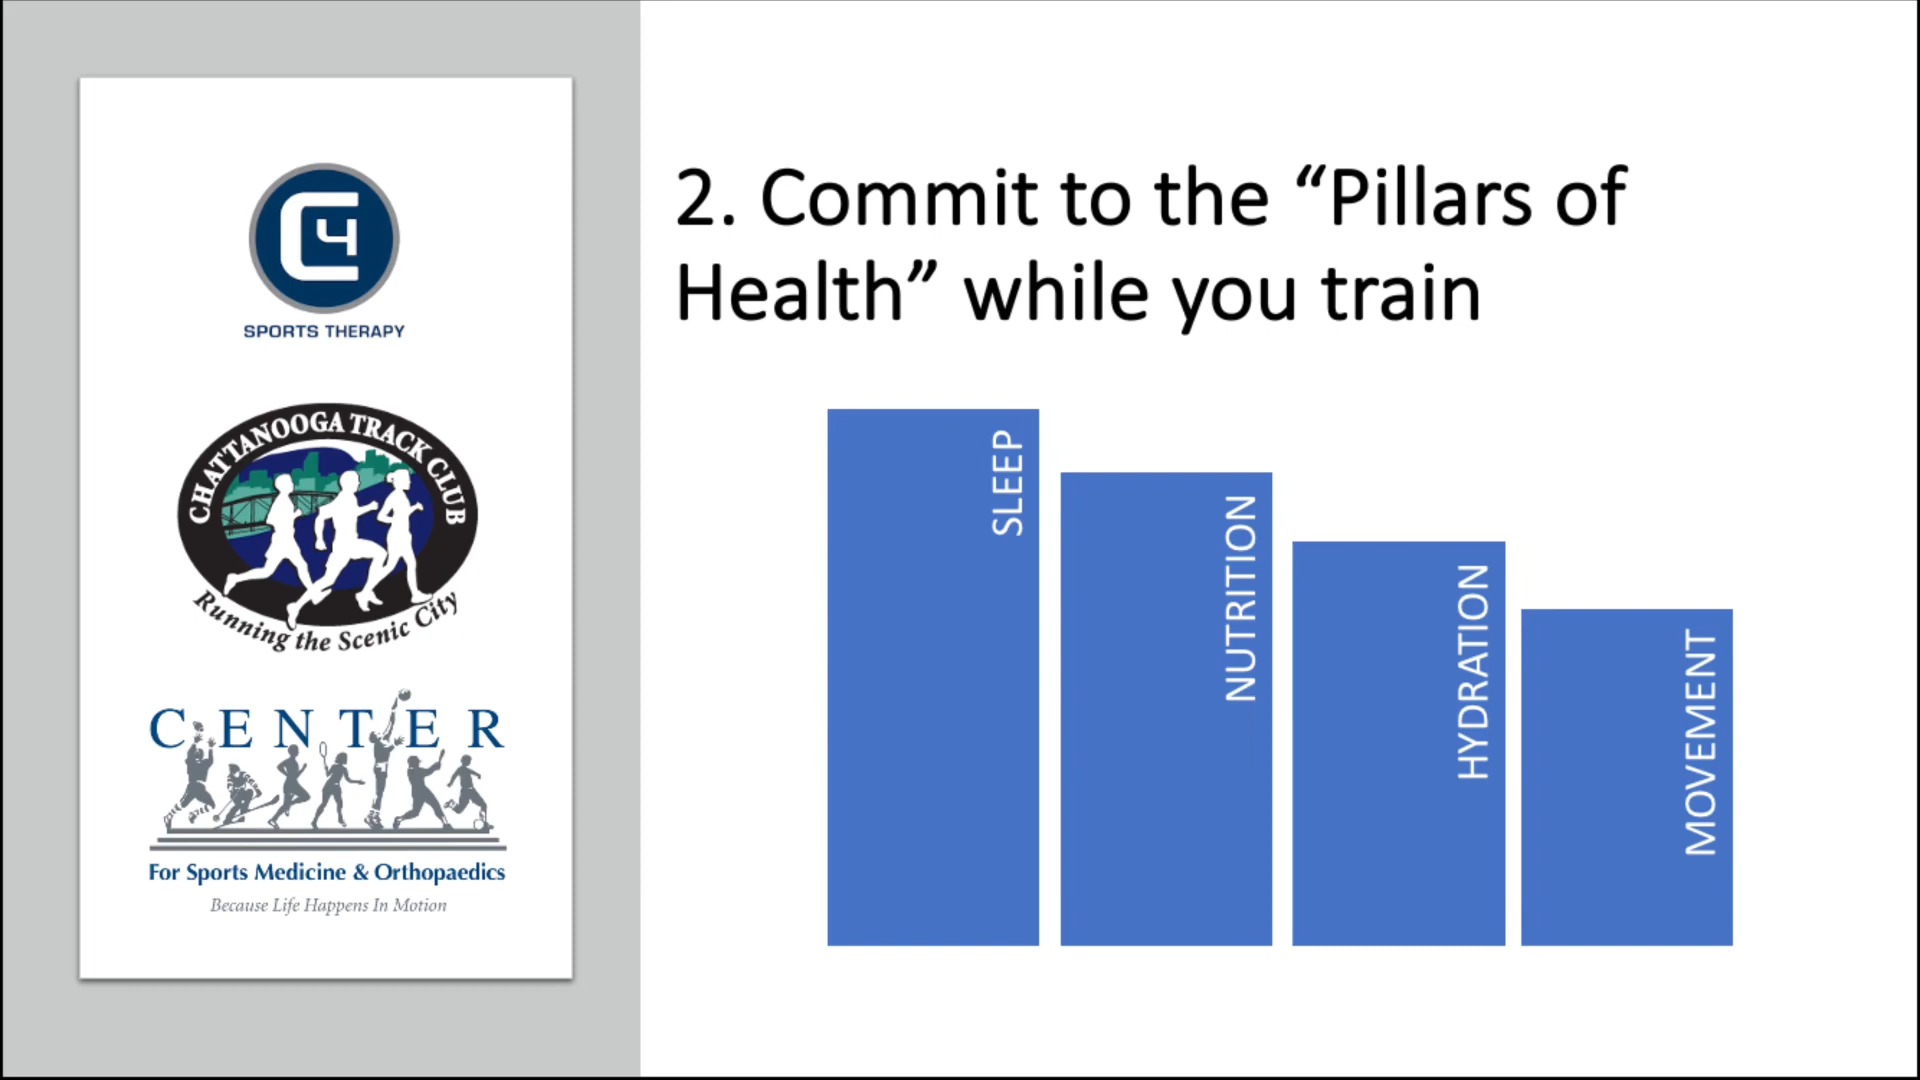 C4
SPORTS THERAPY
CHATTANOOGA TRACK CLUB
Running the Scenic City
CENTER
For Sports Medicine & Orthopaedics
Because Life Happens In Motion
2. Commit to the “Pillars of
Health” while you train
SLEEP
NUTRITION
HYDRATION
MOVEMENT